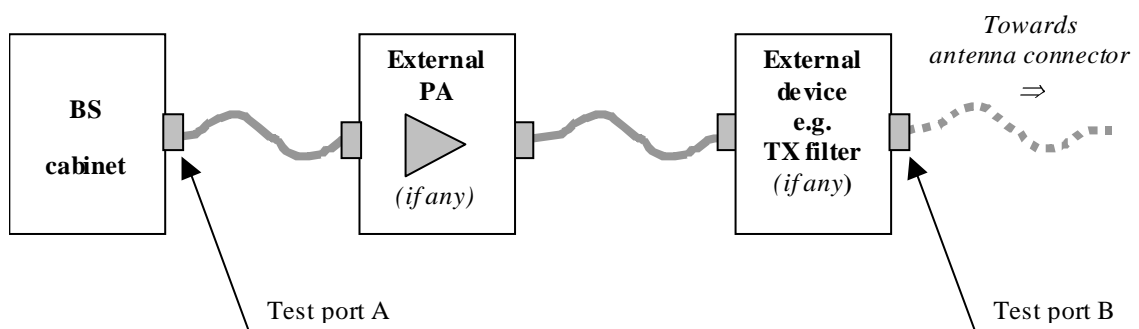 BS
cabinet
External
PA
(if any)
External
device
e.g.
TX filter
(if any)
Towards
antenna connector
⇒
Test port A
Test port B